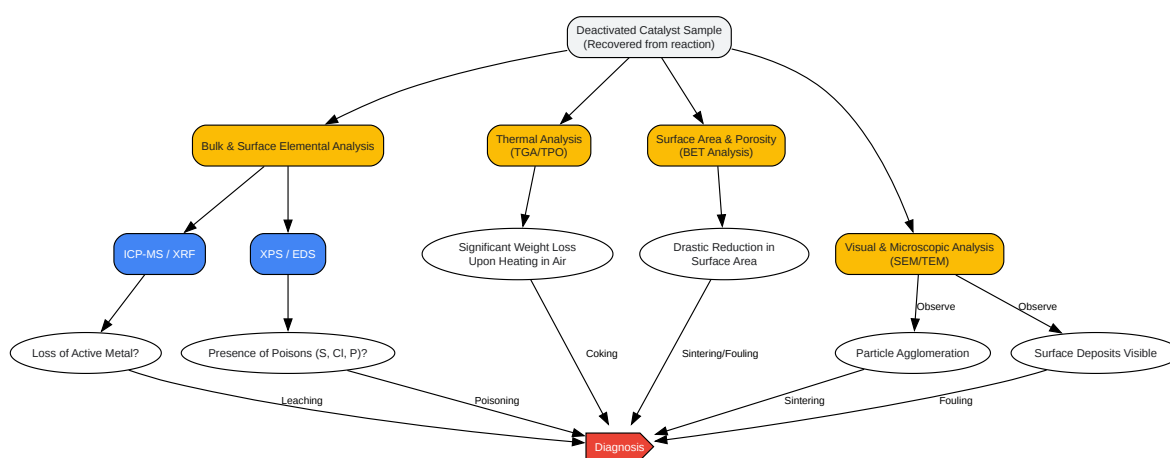 Deactivated Catalyst Sample
(Recovered from reaction)
Bulk & Surface Elemental Analysis
Thermal Analysis
(TGA/TPO)
Surface Area & Porosity
(BET Analysis)
ICP-MS / XRF
XPS / EDS
Significant Weight Loss
Upon Heating in Air
Drastic Reduction in
Surface Area
Visual & Microscopic Analysis
(SEM/TEM)
Observe
Observe
Loss of Active Metal?
Presence of Poisons (S, Cl, P)?
Coking
Sintering/Fouling
Particle Agglomeration
Surface Deposits Visible
Leaching
Poisoning
Sintering
Fouling
Diagnosis